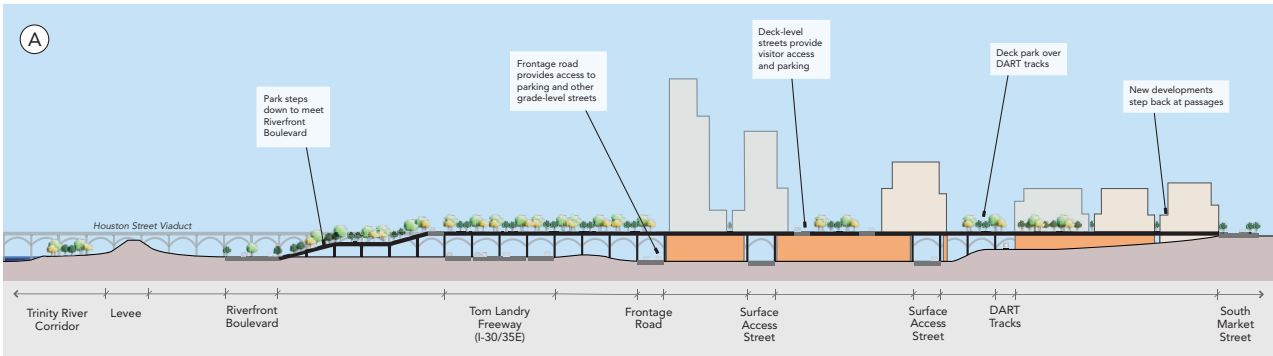 A
Park steps
down to meet
Riverfront
Boulevard
Frontage road
provides access to
parking and other
grade-level streets
Deck-level
streets provide
visitor access
and parking
Deck park over
DART tracks
New developments
step back at passages
Houston Street Viaduct
Trinity River
Corridor
Levee
Riverfront
Boulevard
Tom Landry
Freeway
(I-30/35E)
Frontage
Road
Surface
Access
Street
Surface
Access
Street
DART
Tracks
South
Market
Street